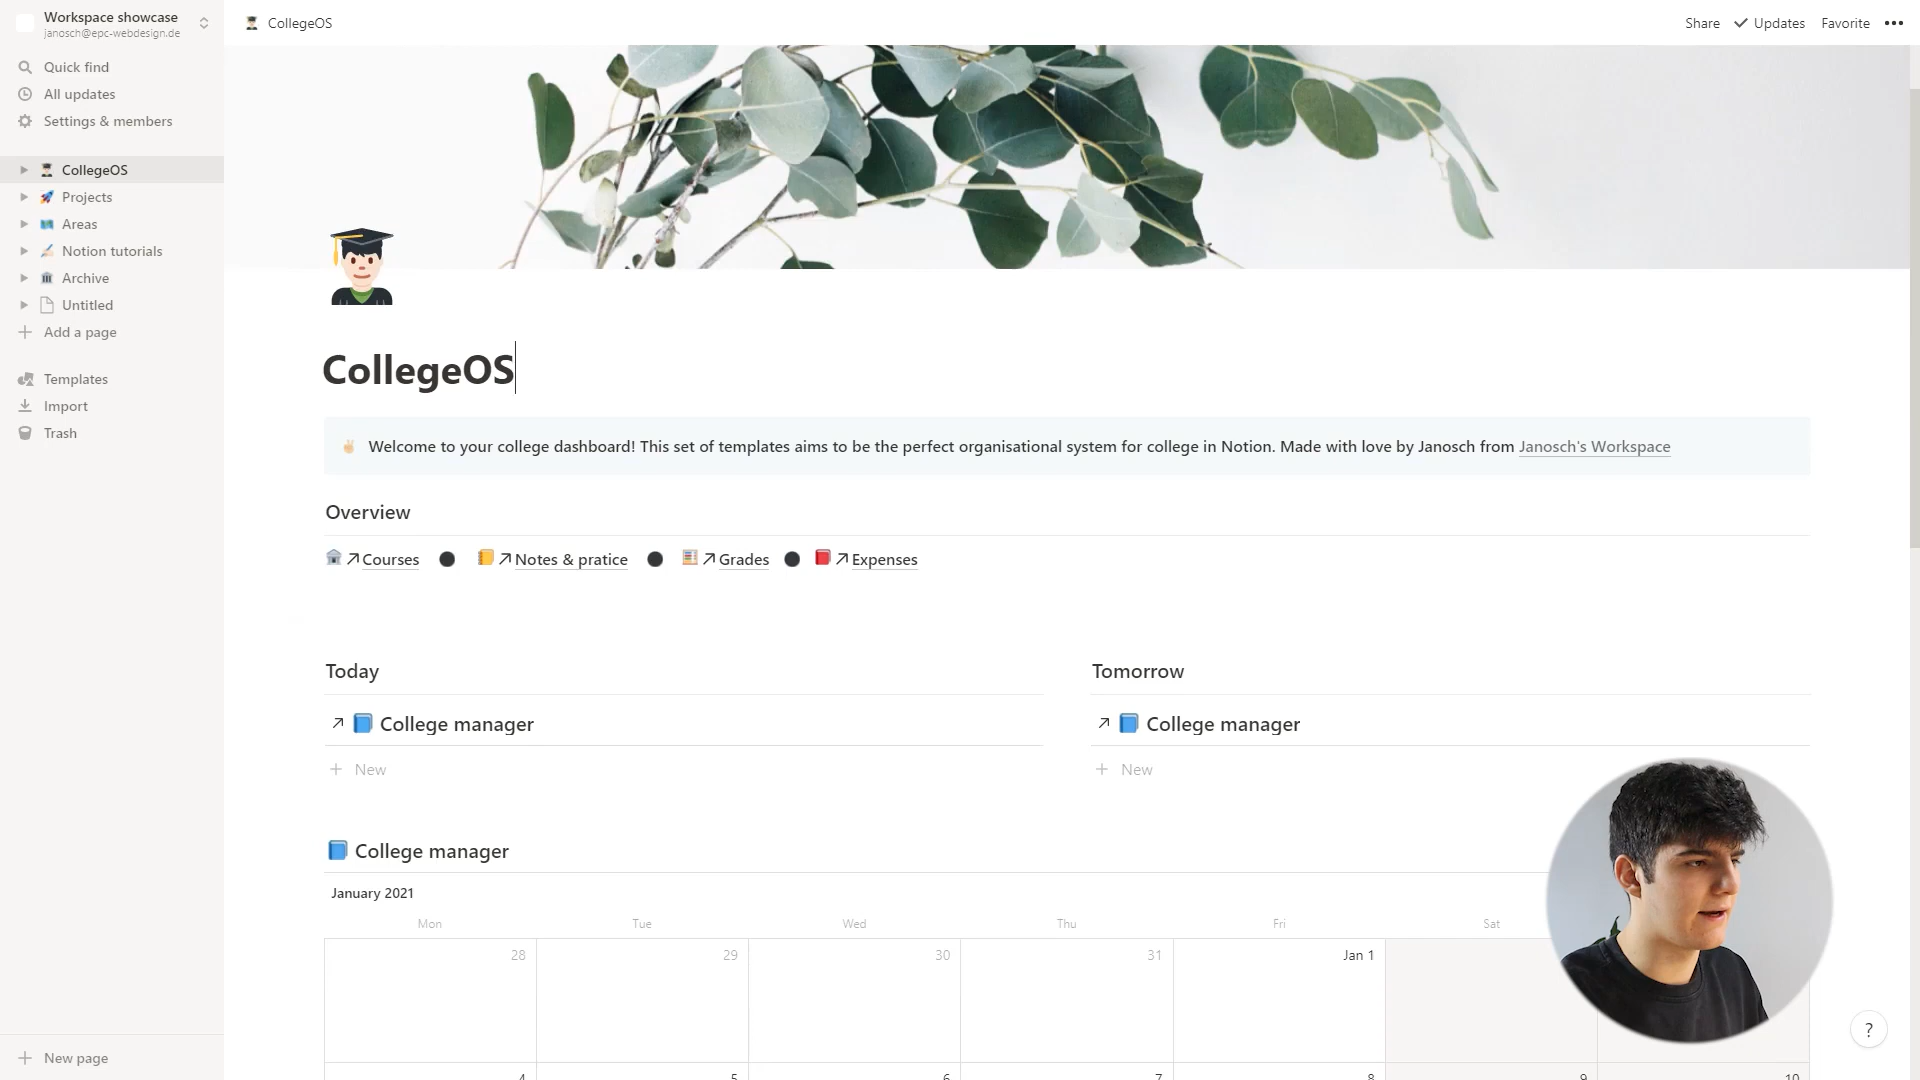 Workspace showcase
janosch@epc-webdesign.de
Quick find
All updates
Settings & members
CollegeOS
Projects
Areas
Notion tutorials
Archive
Untitled
Add a page
Templates
Import
Trash
New page
CollegeOS
Share
Updates
Favorite
CollegeOS
Welcome to your college dashboard! This set of templates aims to be the perfect organisational system for college in Notion. Made with love by Janosch from Janosch's Workspace
Overview
Courses
Notes & pratice
Grades
Expenses
Today
College manager
New
Tomorrow
College manager
New
College manager
January 2021
Mon Tue Wed Thu Fri Sat
28 29 30 31 Jan 1
4 5 6 7 8 9 10
?